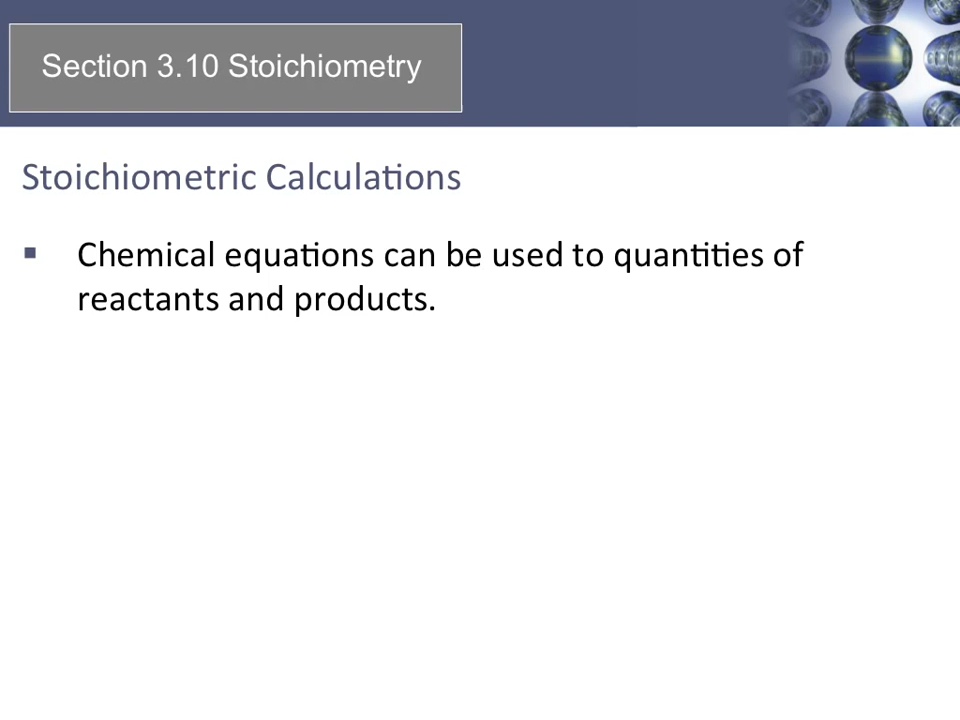 Section 3.10 Stoichiometry
Stoichiometric Calculations
▪ Chemical equations can be used to quantities of
reactants and products.